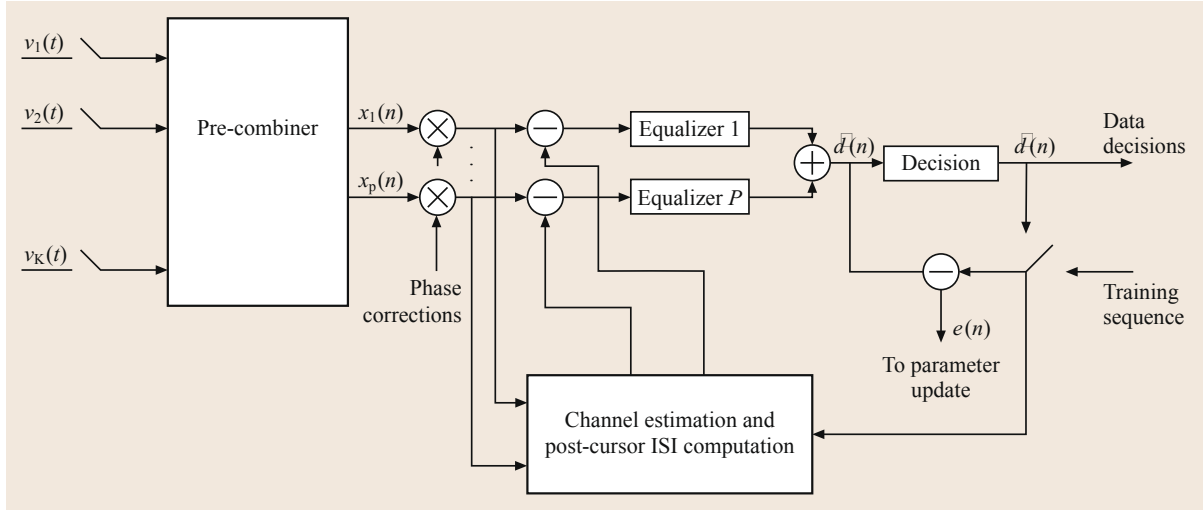 v1(t)
v2(t)
vK(t)
Pre-combiner
x1(n)
xp(n)
Phase
corrections
Equalizer 1
Equalizer P
Decision
Data
decisions
Training
sequence
e(n)
To parameter
update
Channel estimation and
post-cursor ISI computation